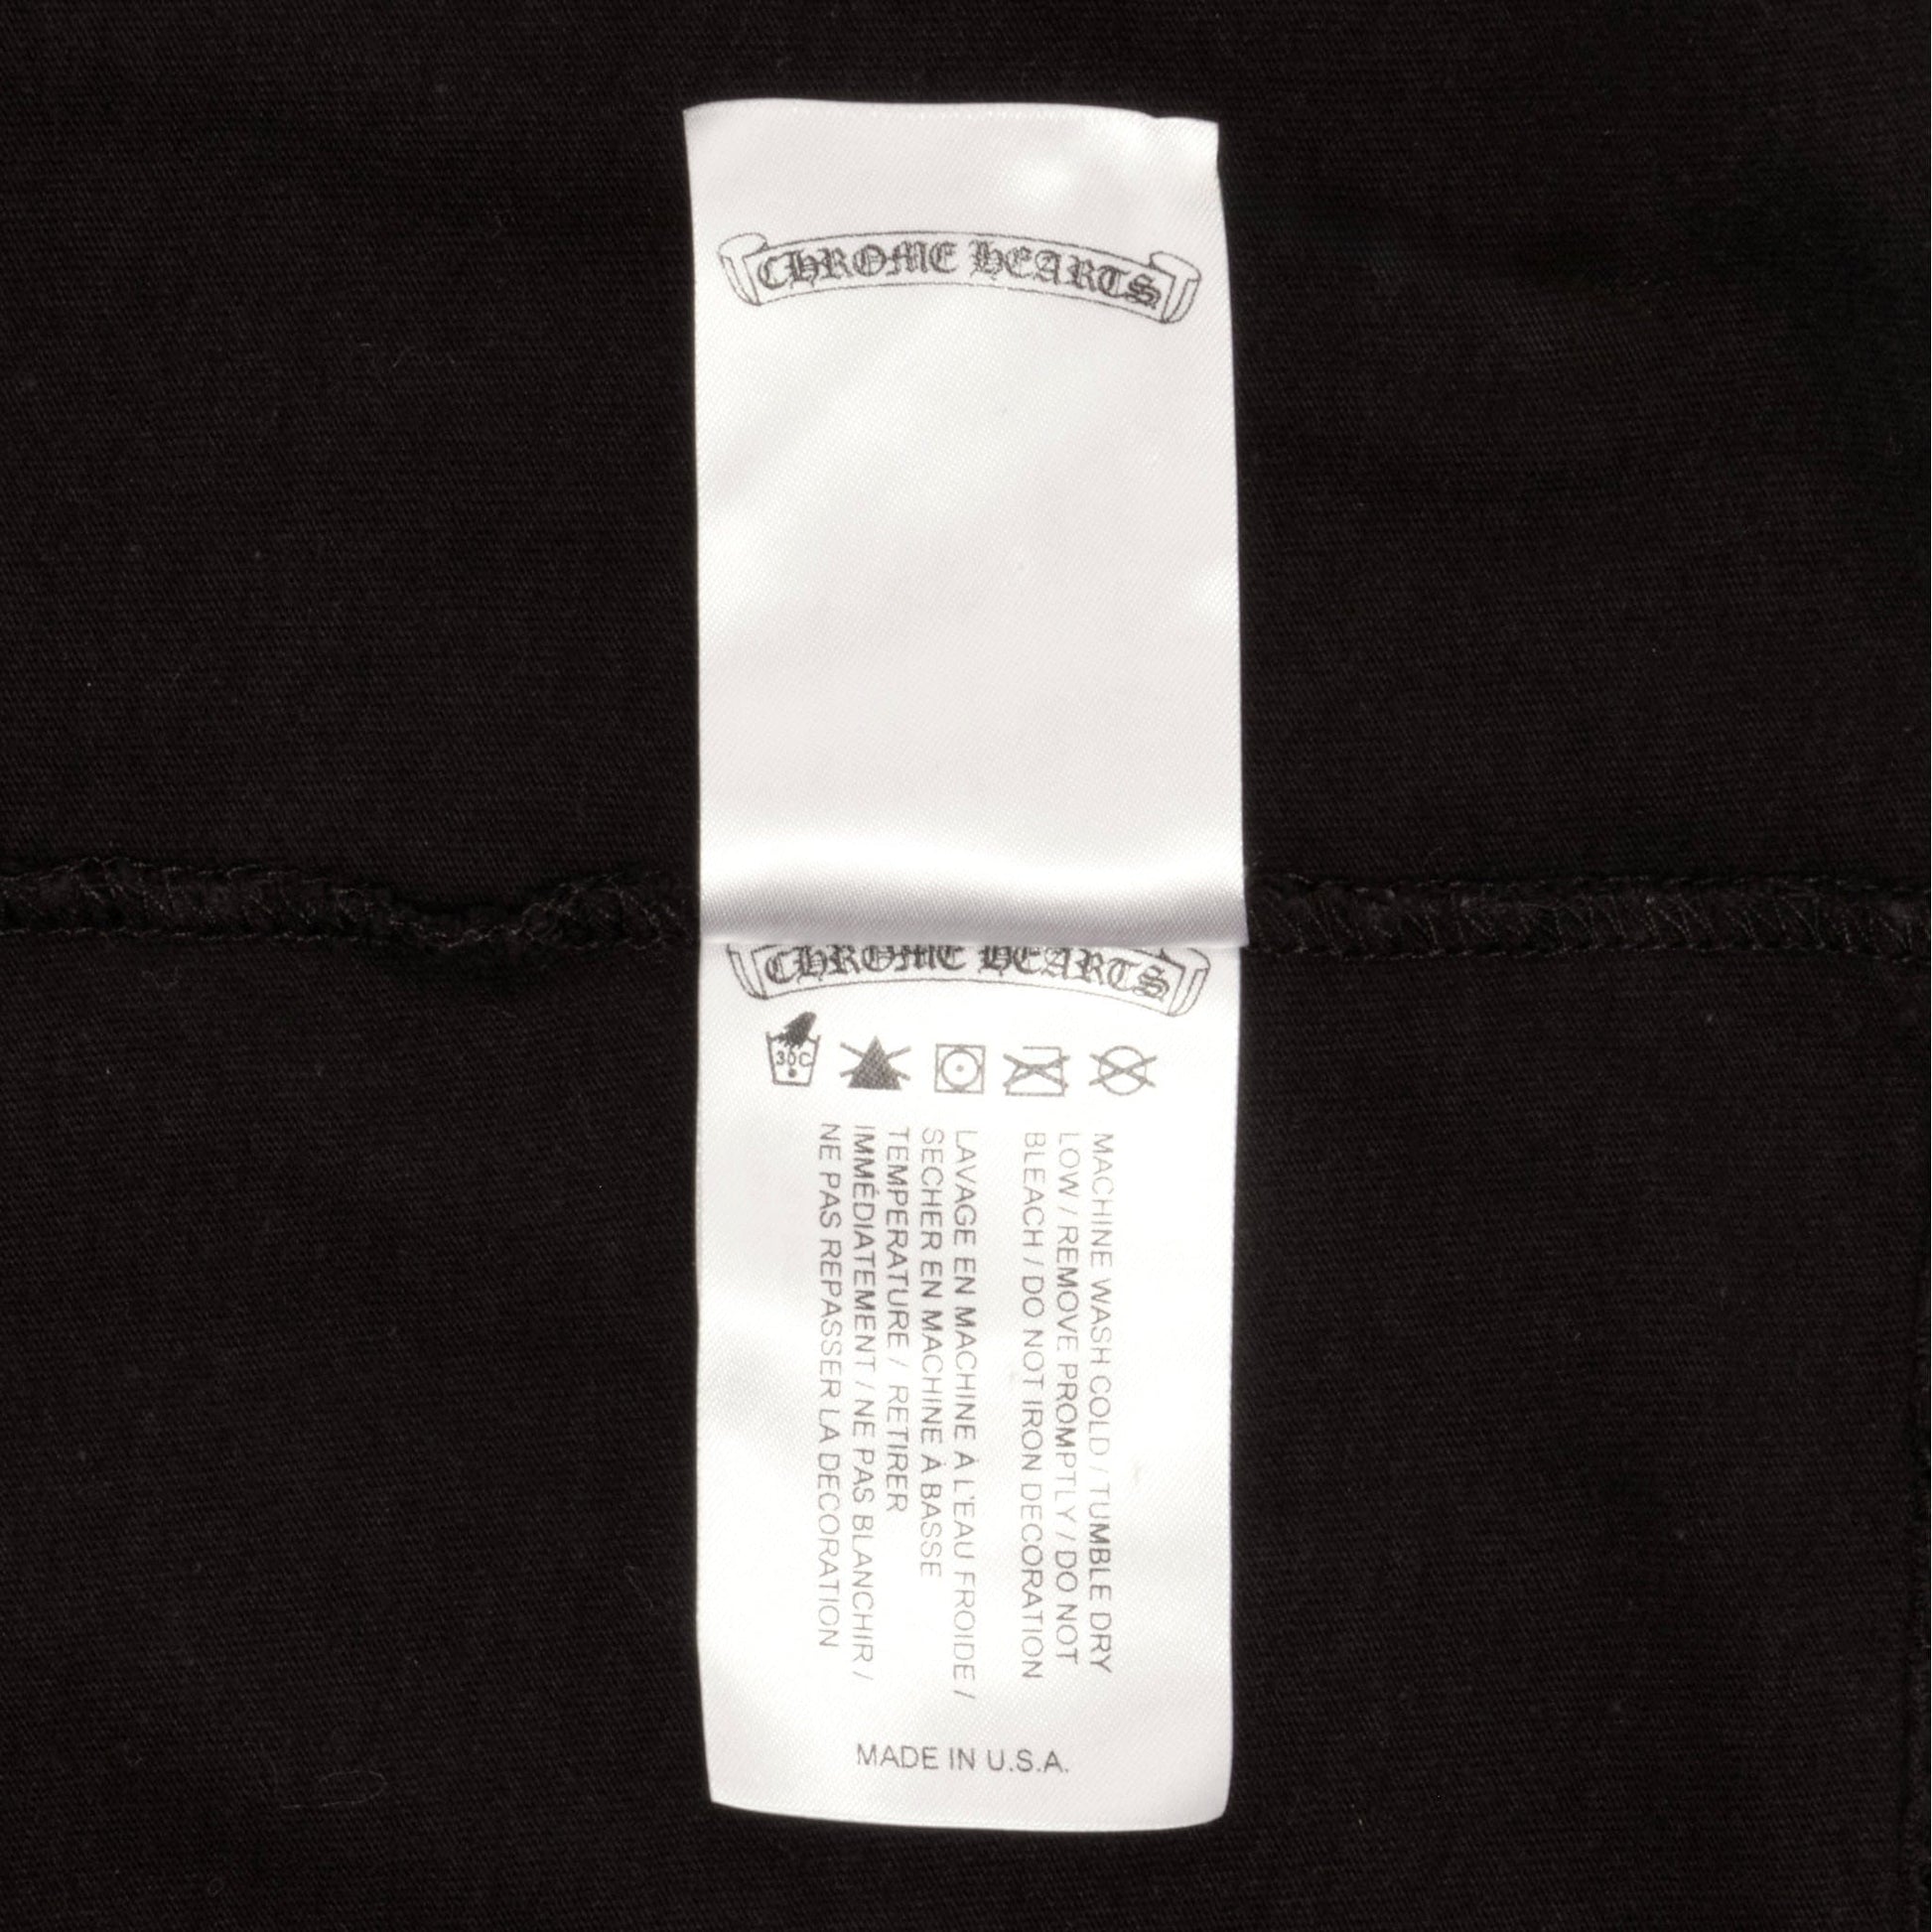 CHROME HEARTS
CHROME HEARTS
30C
MACHINE WASH COLD / TUMBLE DRY
LOW / REMOVE PROMPTLY / DO NOT
BLEACH / DO NOT IRON DECORATION
LAVAGE EN MACHINE À L'EAU FROIDE /
SECHER EN MACHINE À BASSE
TEMPERATURE / RETIRER
IMMÉDIATEMENT / NE PAS BLANCHIR /
NE PAS REPASSER LA DECORATION
MADE IN U.S.A.